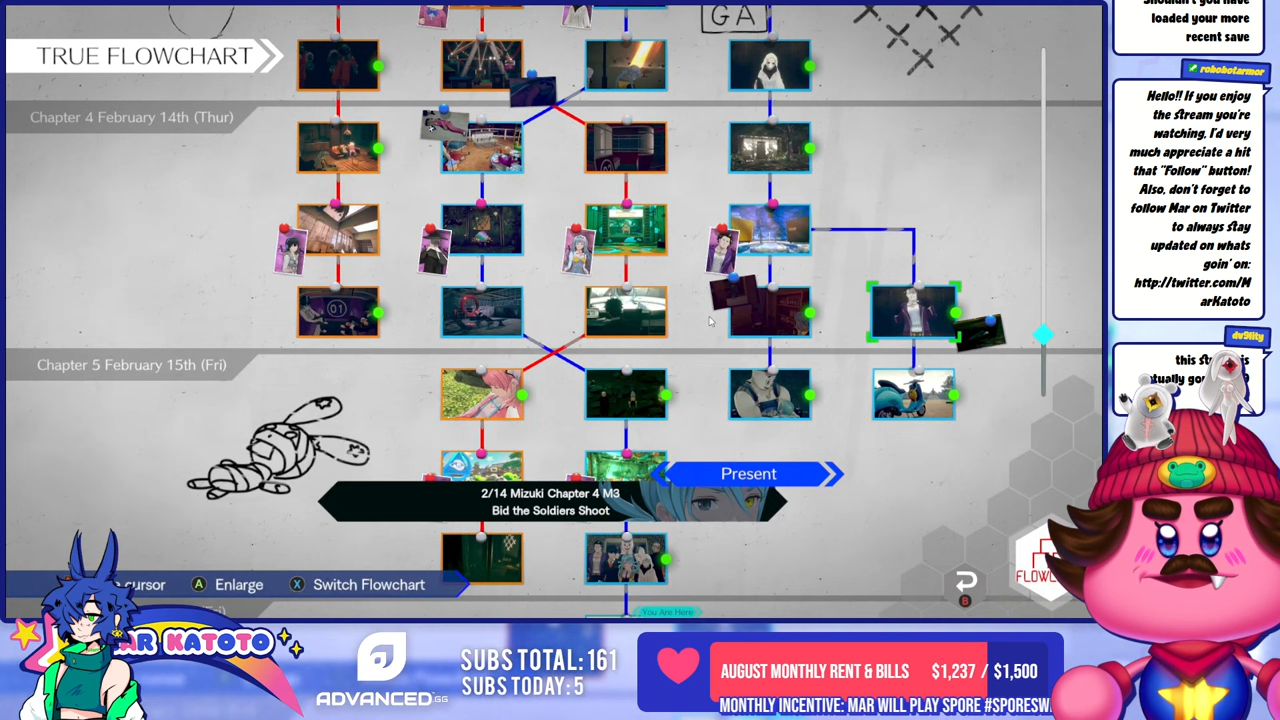 GA
TRUE FLOWCHART
Chapter 4 February 14th (Thur)
01
Chapter 5 February 15th (Fri)
Present
2/14 Mizuki Chapter 4 M3
Bid the Soldiers Shoot
cursor
A Enlarge
X Switch Flowchart
B
You Are Here
loaded your more
recent save
robobotarmor
Hello!! If you enjoy
the stream you're
watching, I'd very
much appreciate a hit
that "Follow" button!
Also, don't forget to
follow Mar on Twitter
to always stay
updated on whats
goin' on:
http://twitter.com/M
arKatoto
this
AR KATOTO
ADVANCED.GG
SUBS TOTAL: 161
SUBS TODAY: 5
AUGUST MONTHLY RENT & BILLS $1,237 / $1,500
MONTHLY INCENTIVE: MAR WILL PLAY SPORE